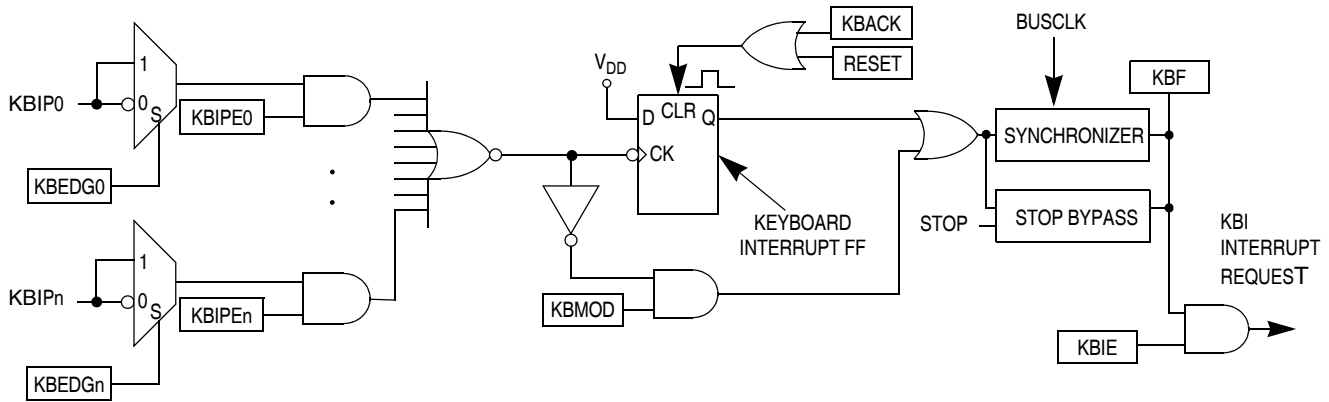 KBIP0
1
0
S
KBIPE0
KBEDG0
KBIPn
1
0
S
KBIPEn
KBEDGn
VDD
D
CLR
Q
CK
KBACK
RESET
KEYBOARD
INTERRUPT FF
KBMOD
BUSCLK
SYNCHRONIZER
KBF
STOP
STOP BYPASS
KBI
INTERRUPT
REQUEST
KBIE